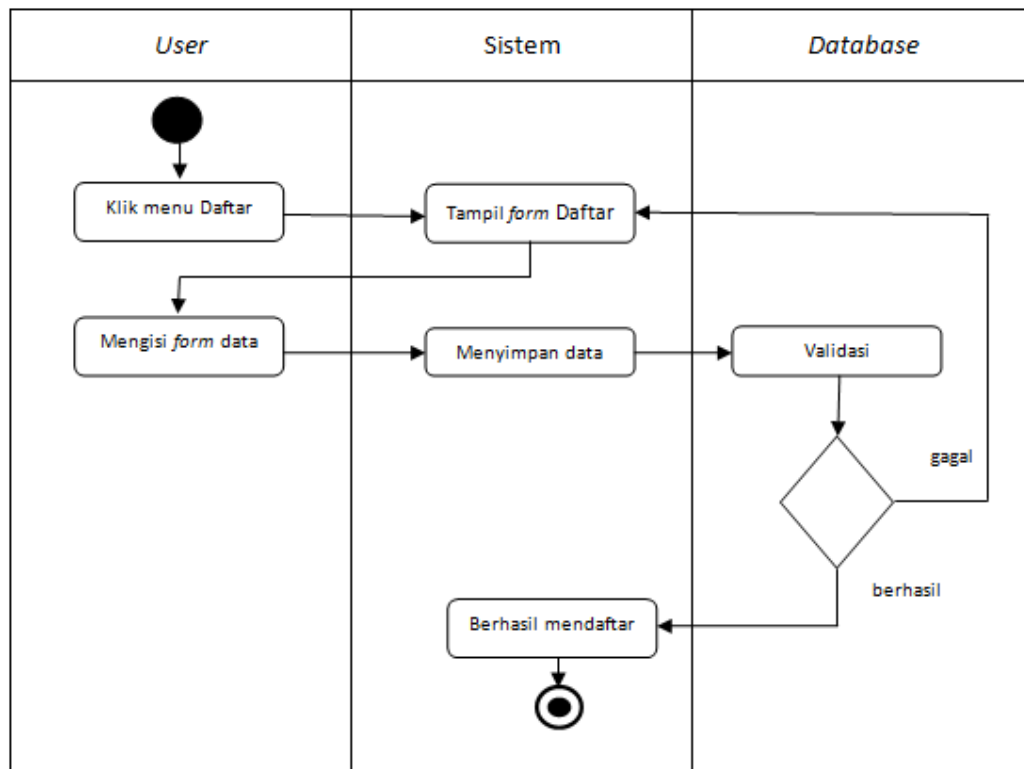 User
Sistem
Database
Klik menu Daftar
Tampil form Daftar
Mengisi form data
Menyimpan data
Validasi
gagal
berhasil
Berhasil mendaftar